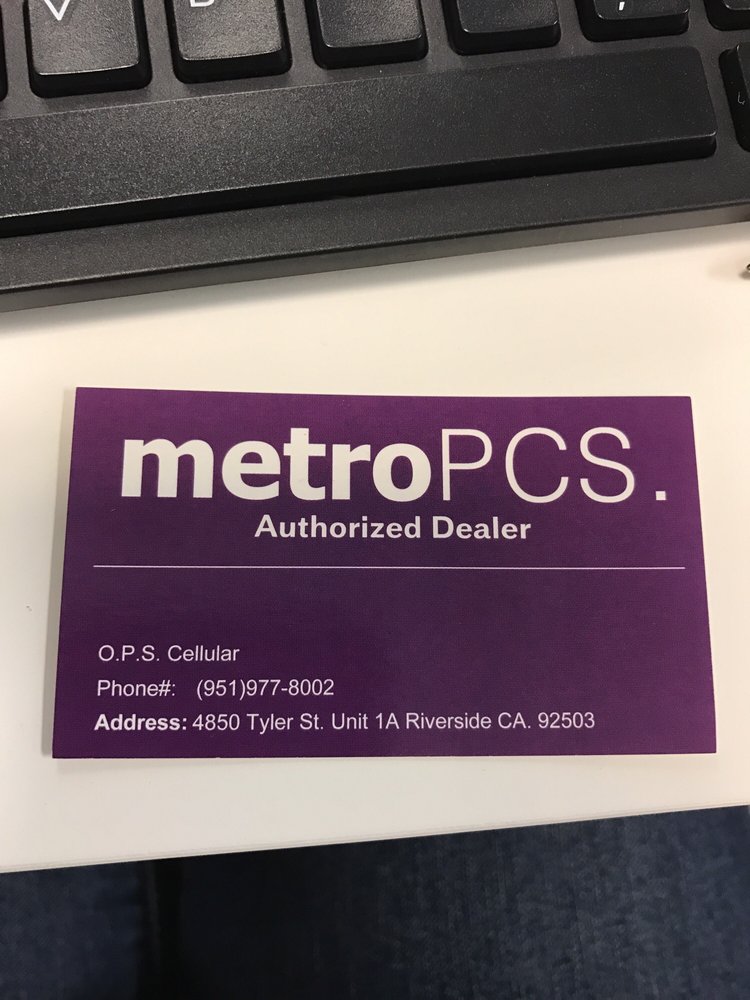 V
B
;
metroPCS.
Authorized Dealer
O.P.S. Cellular
Phone#: (951)977-8002
Address: 4850 Tyler St. Unit 1A Riverside CA. 92503